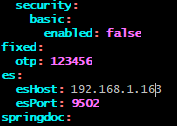 security:
basic:
enabled: false
fixed:
otp: 123456
es:
esHost: 192.168.1.163
esPort: 9502
springdoc: